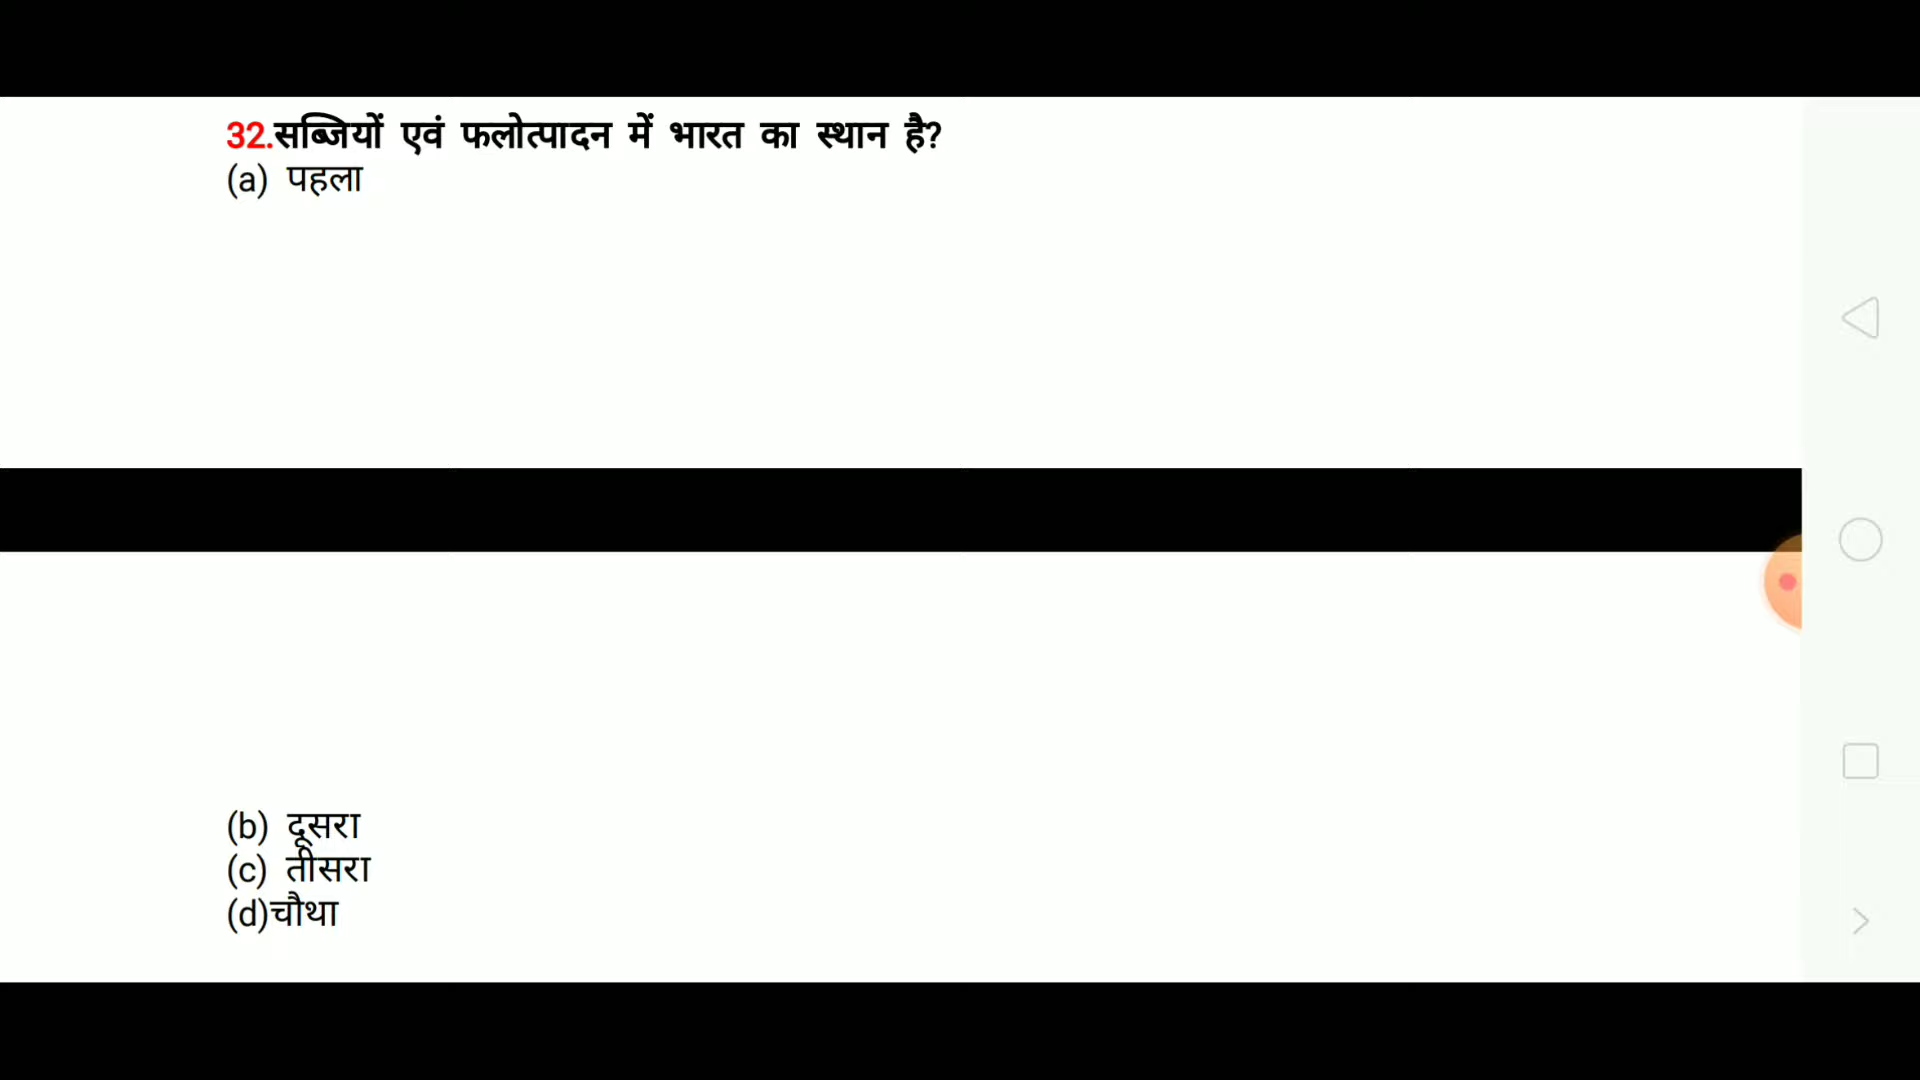 32.सब्जियों एवं फलोत्पादन में भारत का स्थान है?
(a) पहला
(b) दूसरा
(c) तीसरा
(d)चौथा